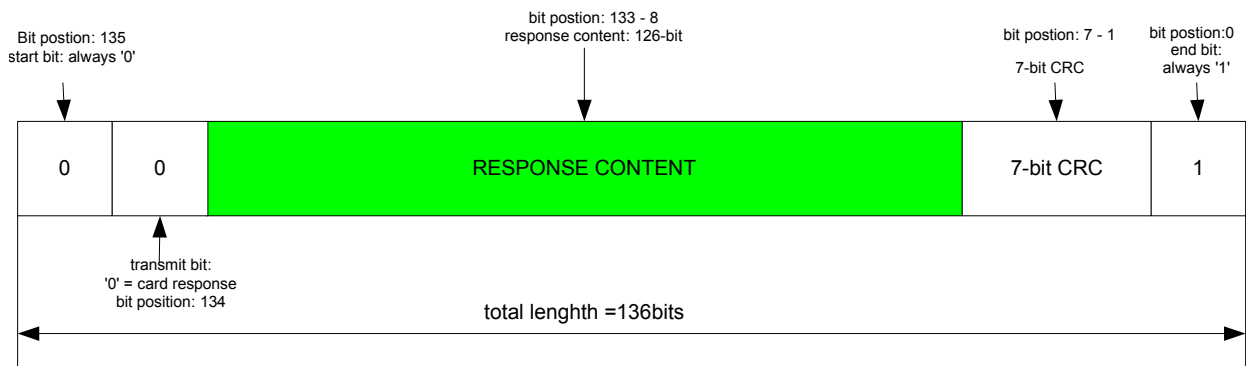 Bit postion: 135
start bit: always '0'
bit postion: 133 - 8
response content: 126-bit
bit postion: 7 - 1
7-bit CRC
bit postion:0
end bit:
always '1'
0
0
RESPONSE CONTENT
7-bit CRC
1
transmit bit:
'0' = card response
bit position: 134
total lenghth =136bits